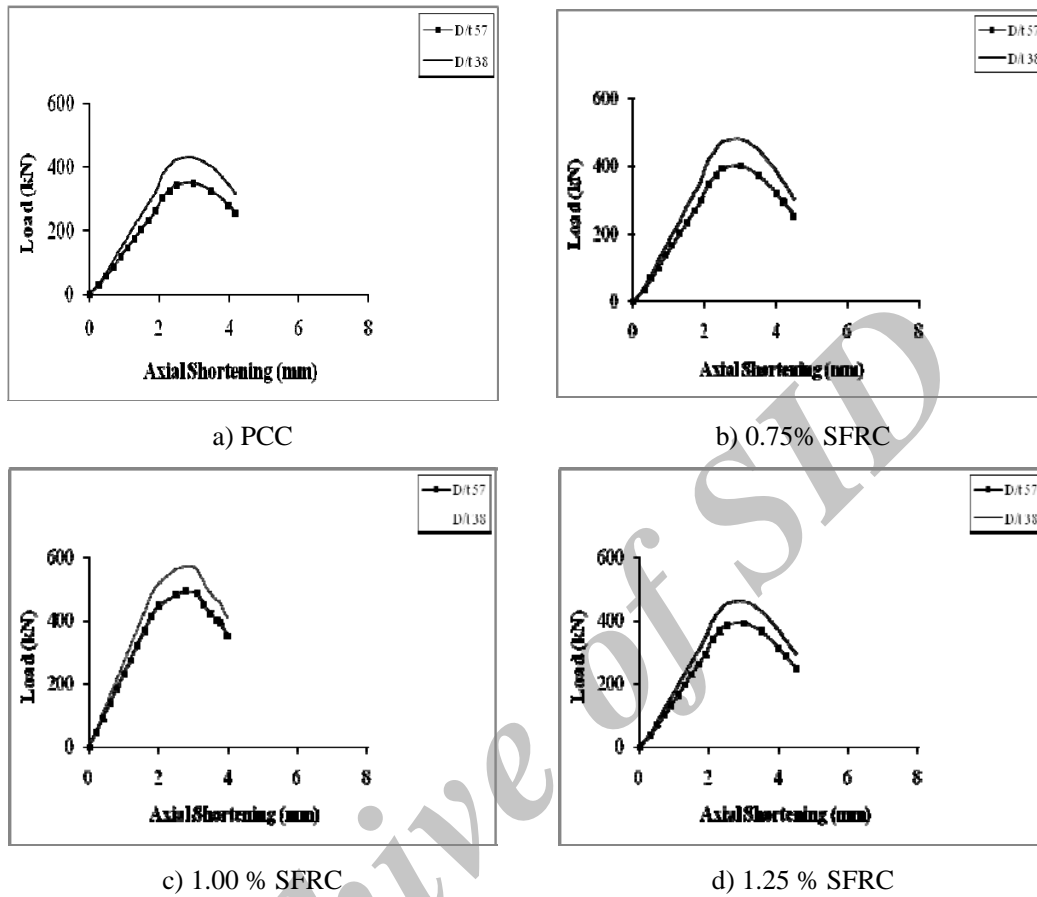 D/t 57
D/t 38
600
400
200
0
Load (kN)
0 2 4 6 8
Axial Shortening (mm)
a) PCC
D/t 57
D/t 38
600
400
200
0
Load (kN)
0 2 4 6 8
Axial Shortening (mm)
b) 0.75% SFRC
D/t 57
D/t 38
600
400
200
0
Load (kN)
0 2 4 6 8
Axial Shortening (mm)
c) 1.00 % SFRC
D/t 57
D/t 38
600
400
200
0
Load (kN)
0 2 4 6 8
Axial Shortening (mm)
d) 1.25 % SFRC
hive of SID